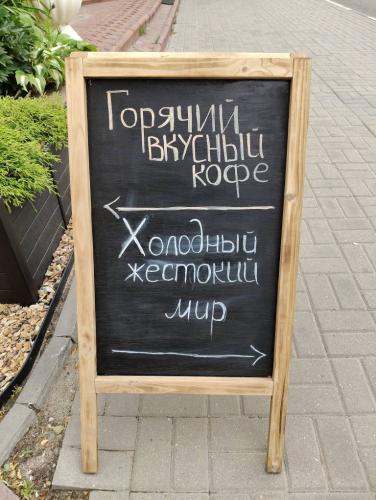 Горячий
вкусный
кофе
Холодный
жестокий
мир